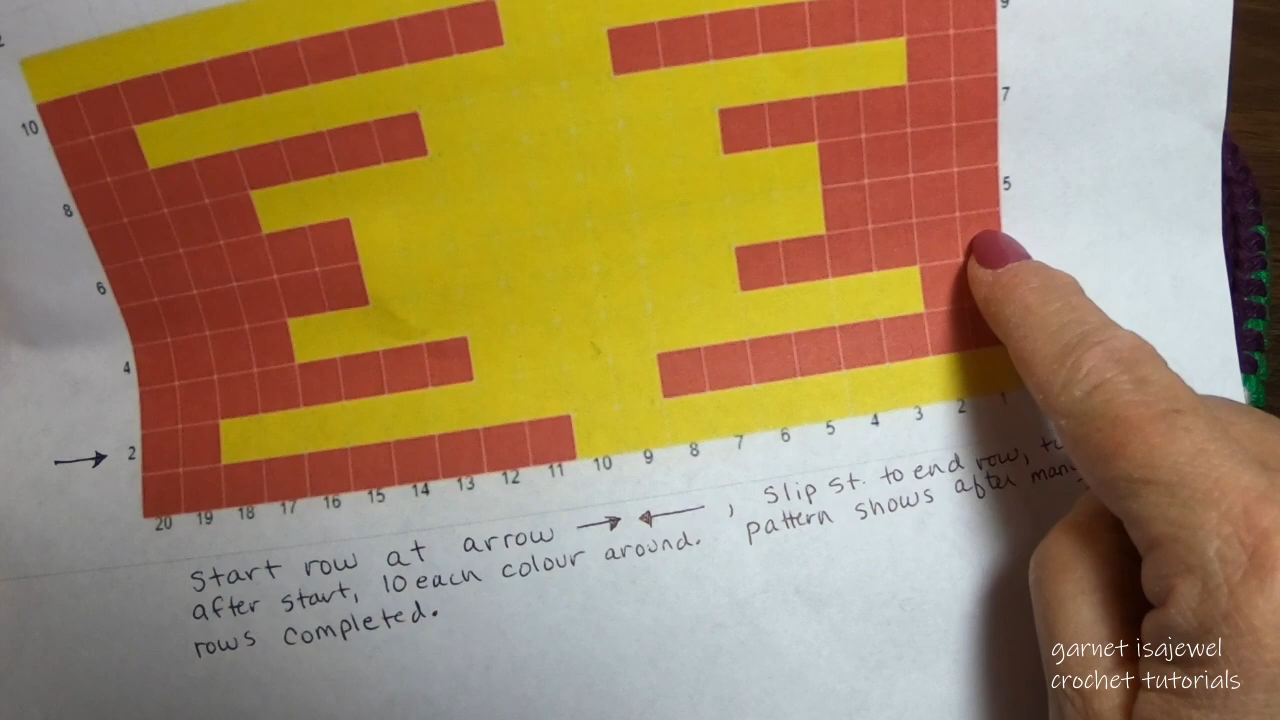 9
10
7
8
5
6
4
2
20 19 18 17 16 15 14 13 12 11 10 9 8 7 6 5 4 3 2 1
start row at arrow → ←, slip st. to end row,
after start, 10 each colour around. pattern shows after
rows completed.
garnet isajewel
crochet tutorials